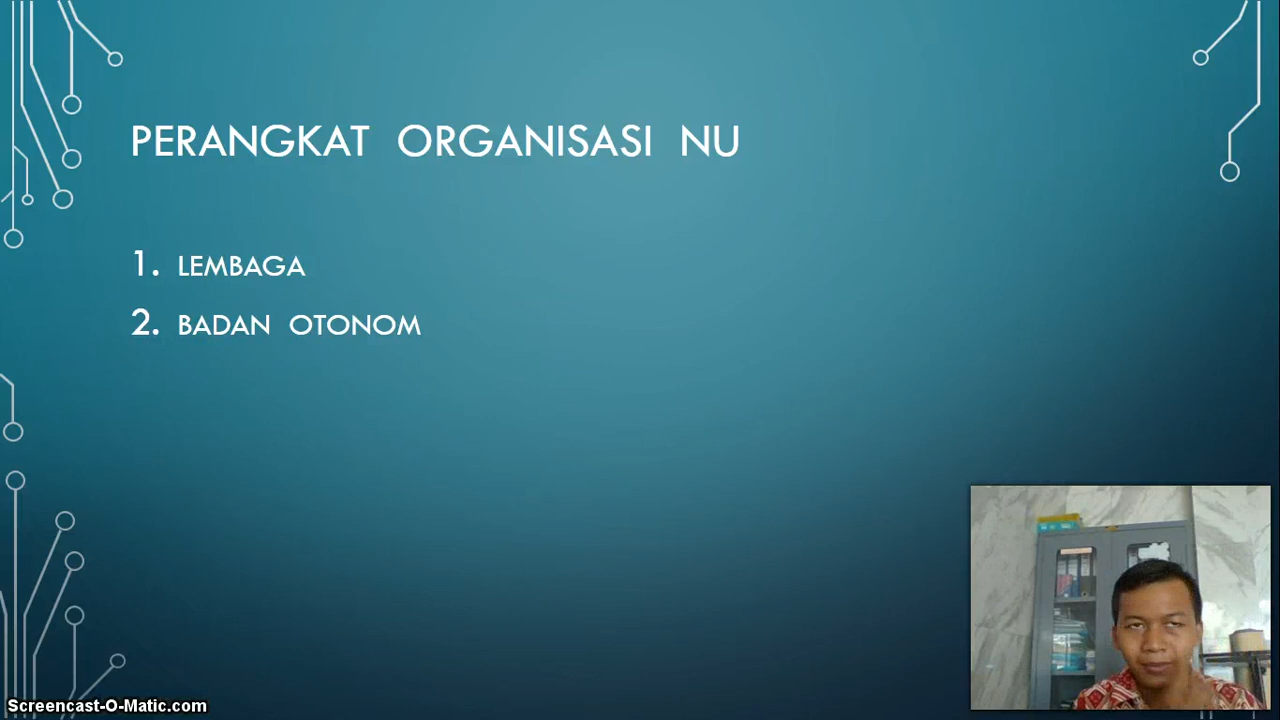 PERANGKAT ORGANISASI NU
1. LEMBAGA
2. BADAN OTONOM
Screencast-O-Matic.com